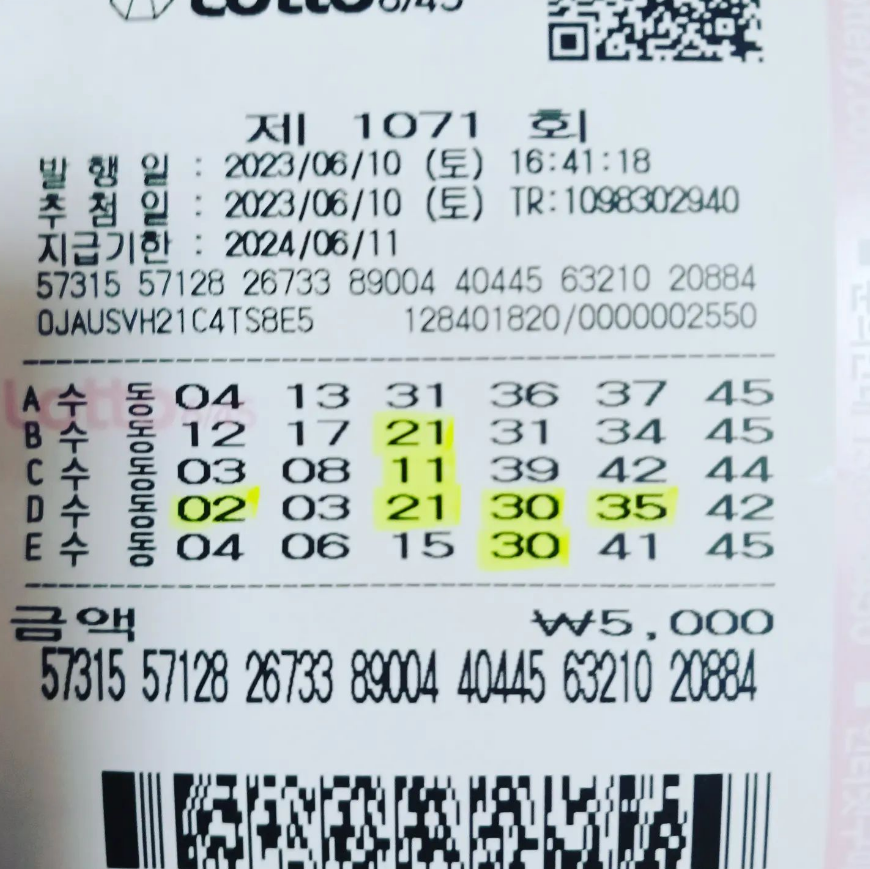 Lotto 6/45
제 1071 회
발 행 일 : 2023/06/10 (토) 16:41:18
추 첨 일 : 2023/06/10 (토) TR:1098302940
지급기한 : 2024/06/11
57315 57128 26733 89004 40445 63210 20884
0JAUSVH21C4TS8E5 128401820/0000002550
A 수 동 04 13 31 36 37 45
B 수 동 12 17 21 31 34 45
C 수 동 03 08 11 39 42 44
D 수 동 02 03 21 30 35 42
E 수 동 04 06 15 30 41 45
금 액 ₩5,000
57315 57128 26733 89004 40445 63210 20884